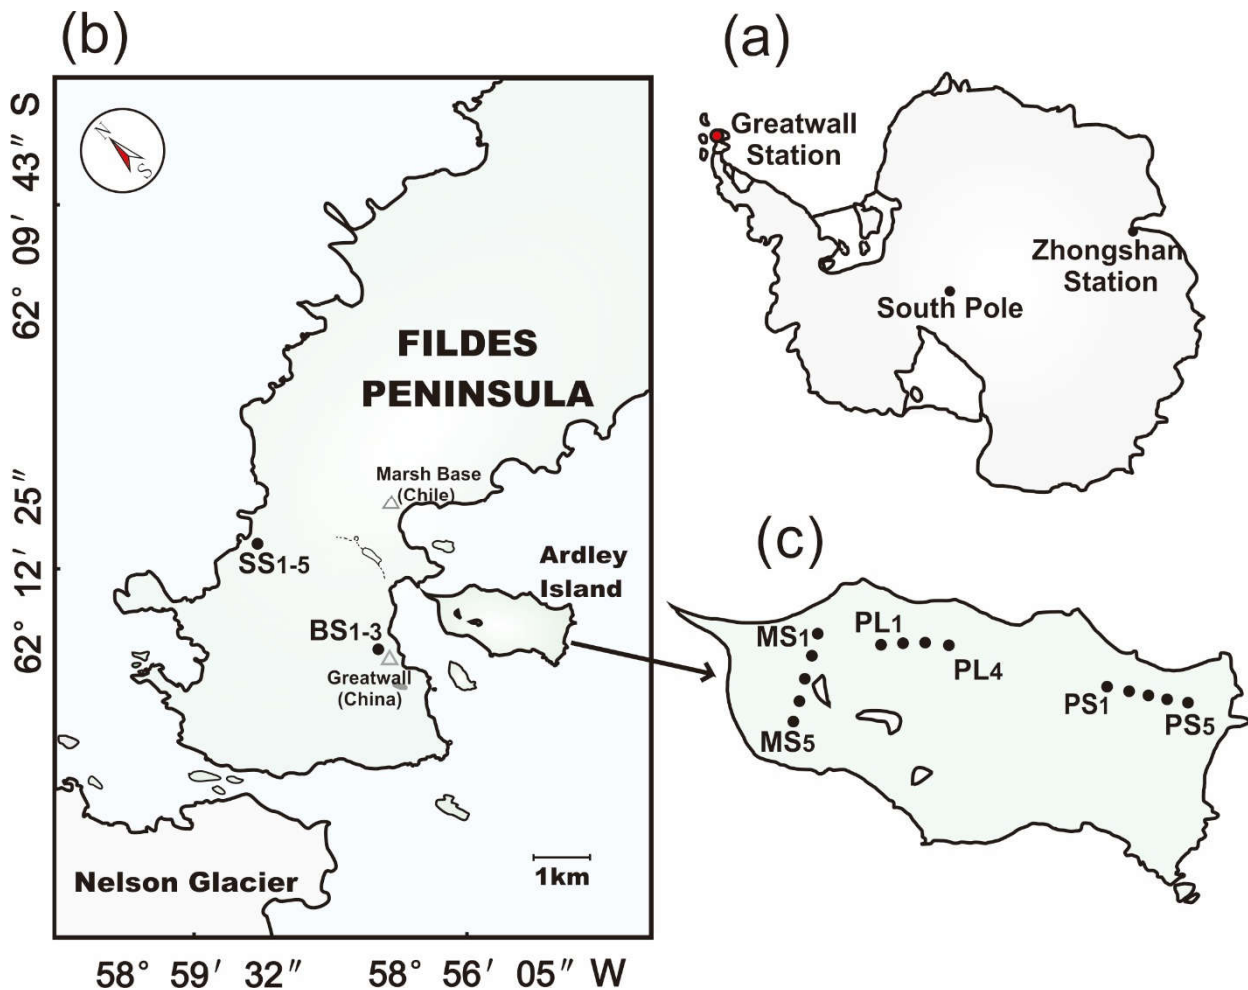 (b)
(a)
N
S
Greatwall
Station
Zhongshan
Station
South Pole
62° 09′ 43″ S
62° 12′ 25″
FILDES
PENINSULA
Marsh Base
(Chile)
SS1-5
Ardley
Island
BS1-3
Greatwall
(China)
Nelson Glacier
1km
58° 59′ 32″
58° 56′ 05″ W
(c)
MS1
PL1
PL4
MS5
PS1
PS5